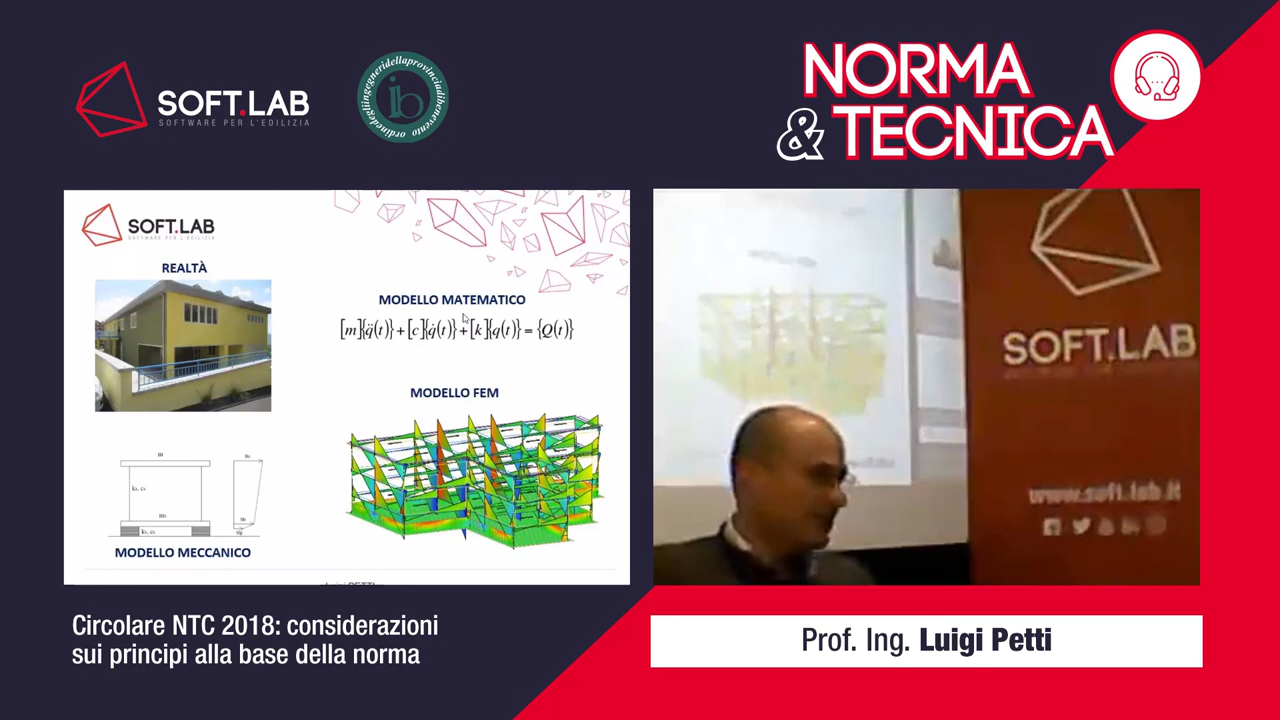 SOFT.LAB
SOFTWARE PER L'EDILIZIA
ordinedegliingegneridellaprovinciadibenevento
ib
NORMA
& TECNICA
SOFT.LAB
SOFTWARE PER L'EDILIZIA
REALTÀ
MODELLO MATEMATICO
[m]{q̈(t)} + [c]{q̇(t)} + [k]{q(t)} = {Q(t)}
MODELLO FEM
m
MODELLO MECCANICO
SOFT.LAB
www.soft.lab.it
Circolare NTC 2018: considerazioni
sui principi alla base della norma
Prof. Ing. Luigi Petti